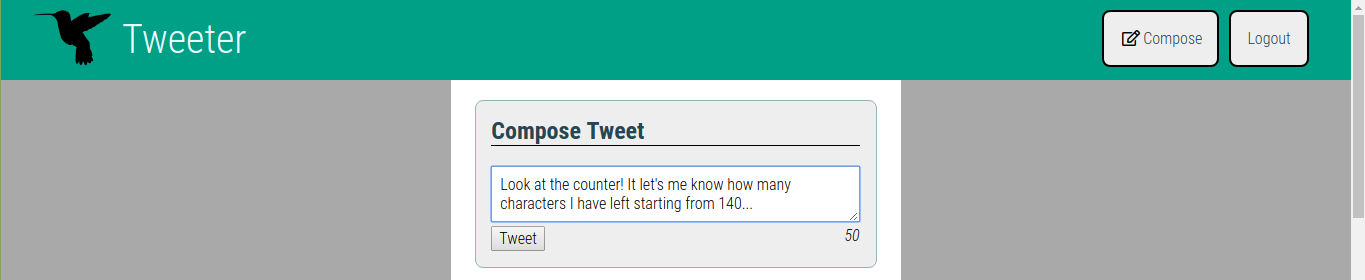 Tweeter
Compose
Logout
Compose Tweet
Look at the counter! It let's me know how many
characters I have left starting from 140...
Tweet
50